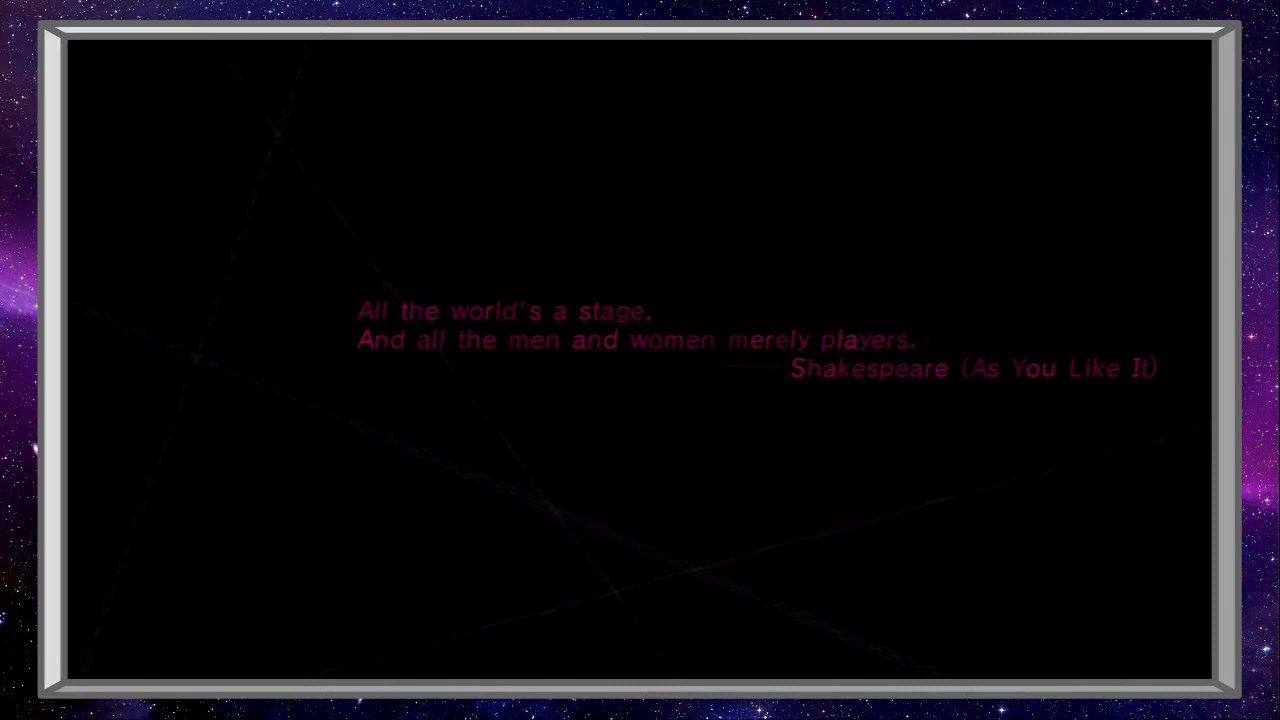 All the world's a stage,
And all the men and women merely players.
—— Shakespeare (As You Like It)